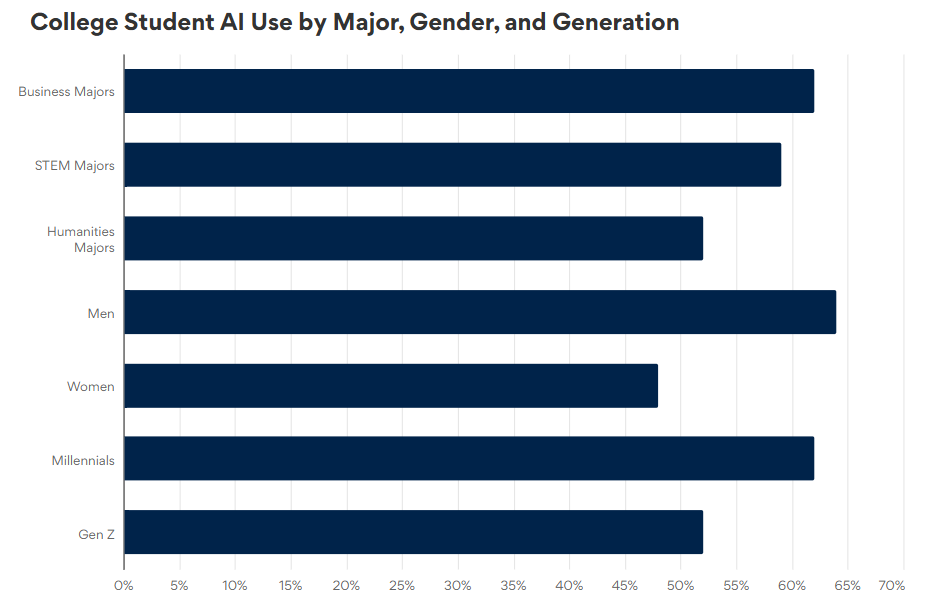 College Student AI Use by Major, Gender, and Generation
Business Majors
STEM Majors
Humanities
Majors
Men
Women
Millennials
Gen Z
0% 5% 10% 15% 20% 25% 30% 35% 40% 45% 50% 55% 60% 65% 70%